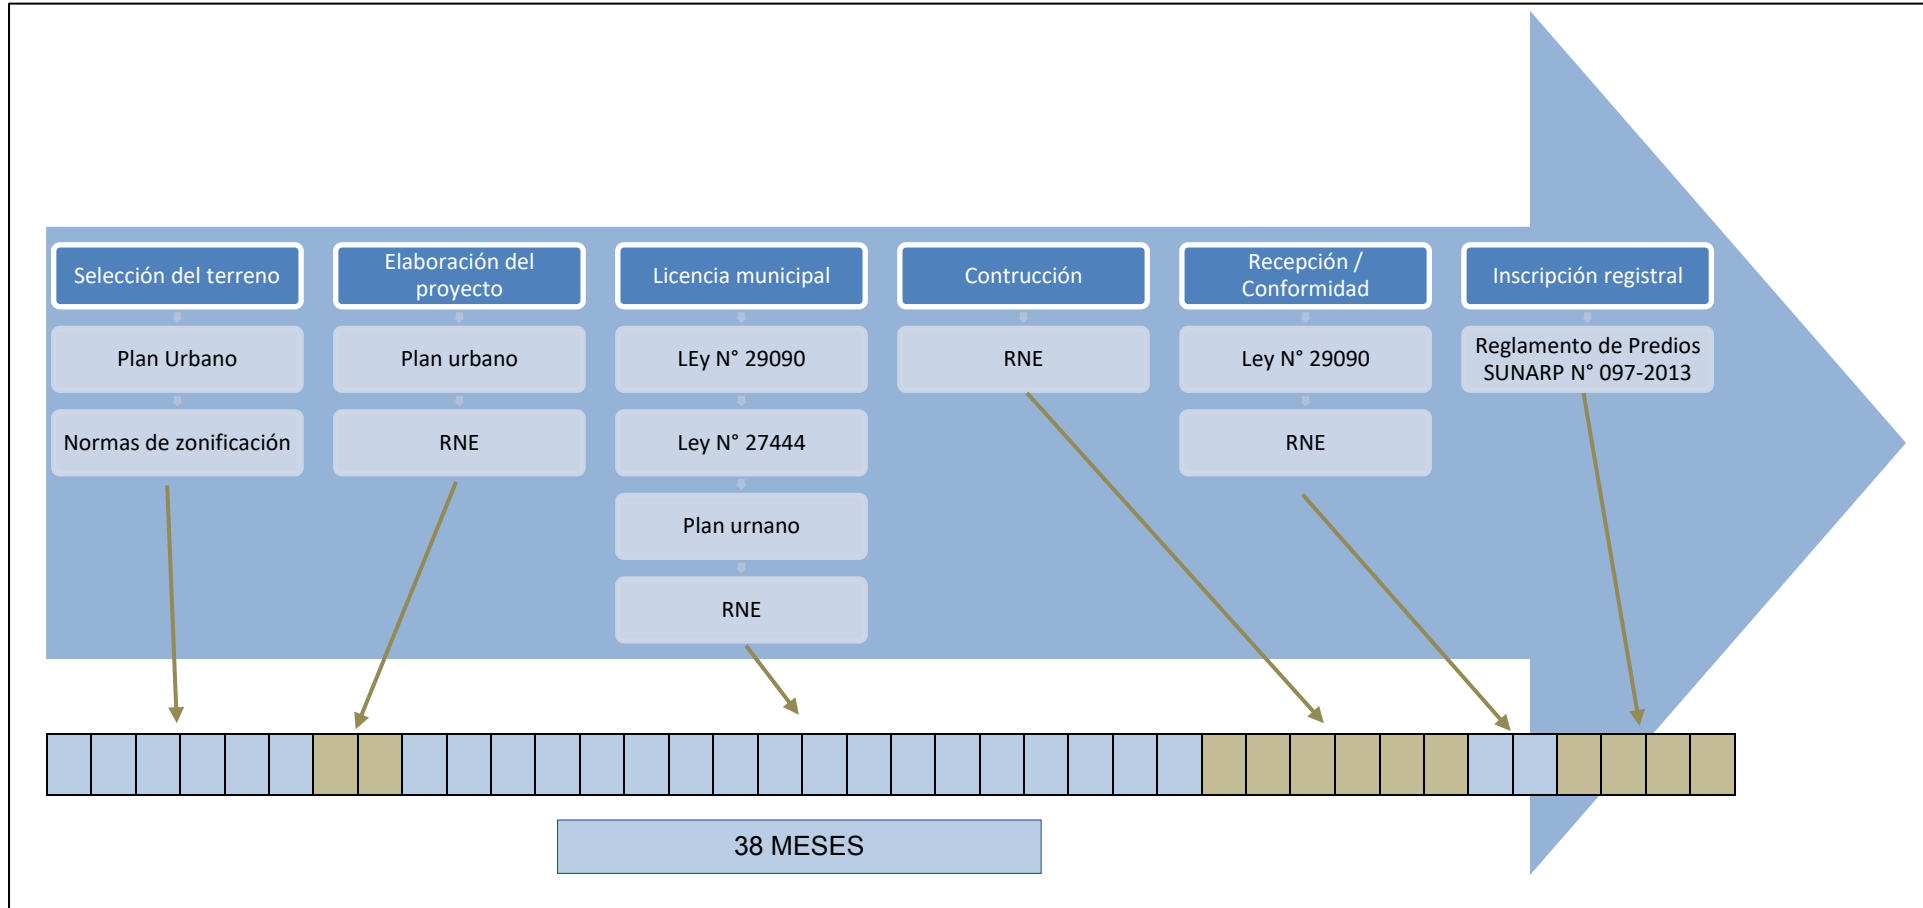 Selección del terreno
Plan Urbano
Normas de zonificación
Elaboración del
proyecto
Plan urbano
RNE
Licencia municipal
LEy N° 29090
Ley N° 27444
Plan urnano
RNE
Contrucción
RNE
Recepción /
Conformidad
Ley N° 29090
RNE
Inscripción registral
Reglamento de Predios
SUNARP N° 097-2013
38 MESES